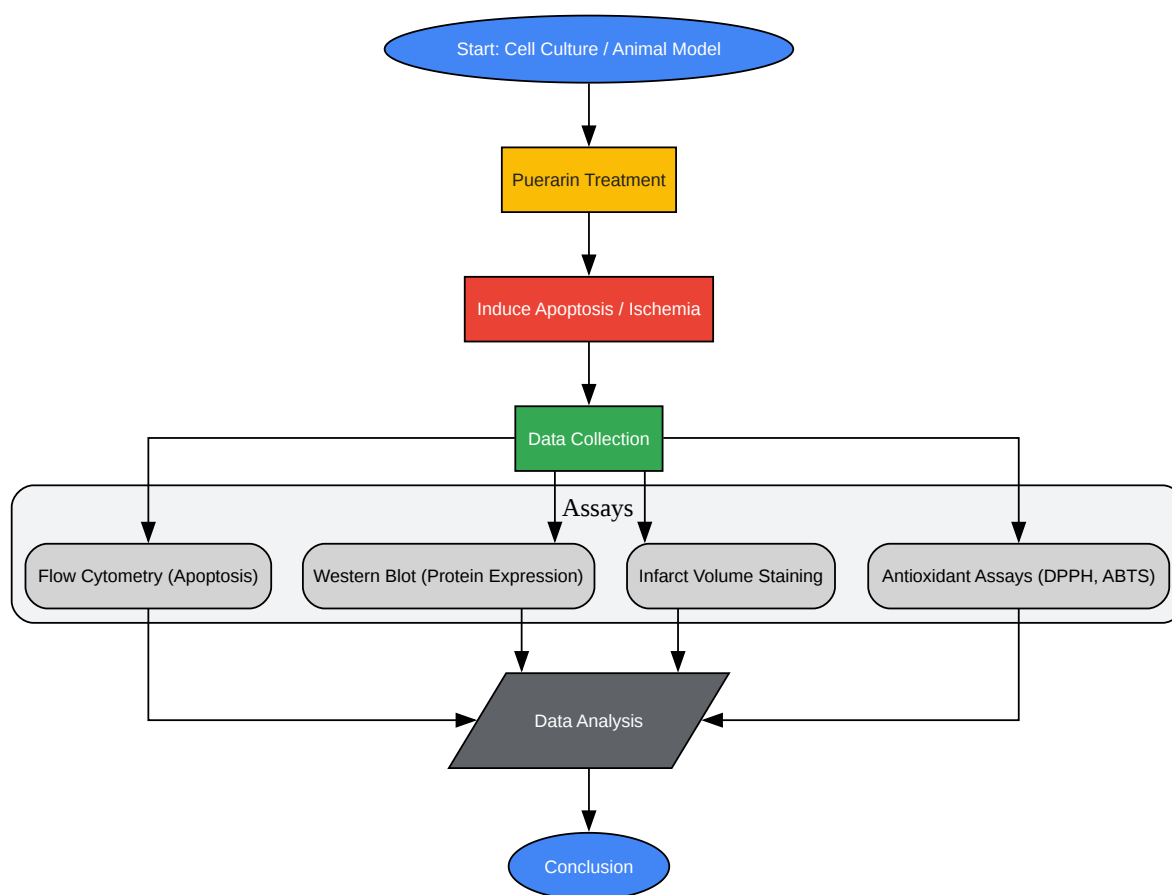 Start: Cell Culture / Animal Model
Puerarin Treatment
Induce Apoptosis / Ischemia
Data Collection
Assays
Flow Cytometry (Apoptosis)
Western Blot (Protein Expression)
Infarct Volume Staining
Antioxidant Assays (DPPH, ABTS)
Data Analysis
Conclusion